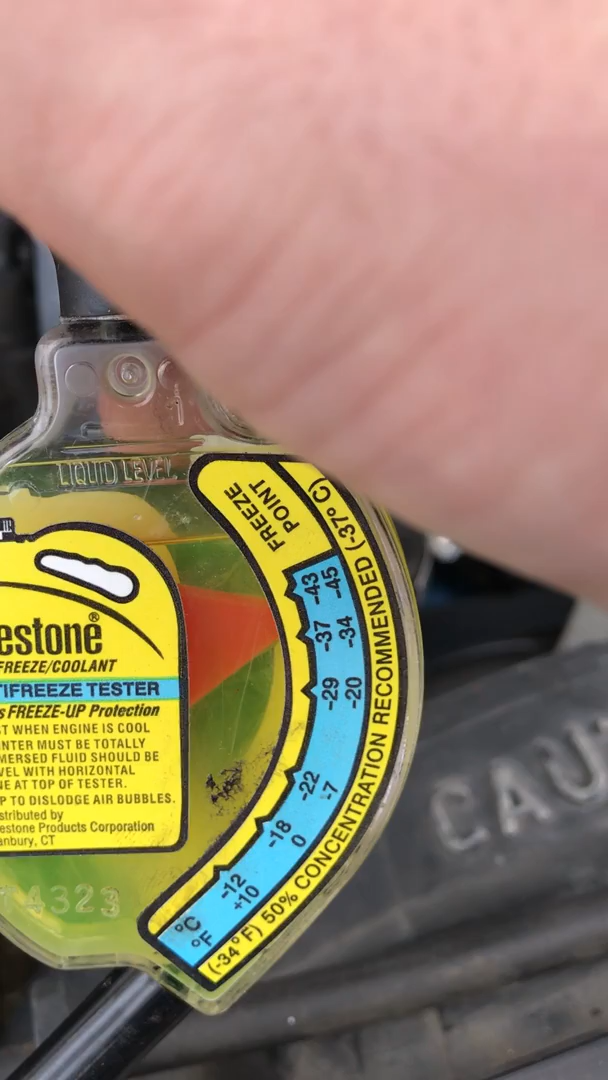 LIQUID LEVEL
FREEZE
POINT
estone®
FREEZE/COOLANT
TIFREEZE TESTER
s FREEZE-UP Protection
ST WHEN ENGINE IS COOL
INTER MUST BE TOTALLY
MERSED FLUID SHOULD BE
VEL WITH HORIZONTAL
NE AT TOP OF TESTER.
P TO DISLODGE AIR BUBBLES.
stributed by
estone Products Corporation
anbury, CT
4323
-43 -45
-37 -34
-29 -20
-22 -7
-18 0
-12 +10
°C °F
(-34°F) 50% CONCENTRATION RECOMMENDED (-37°C)
CAU